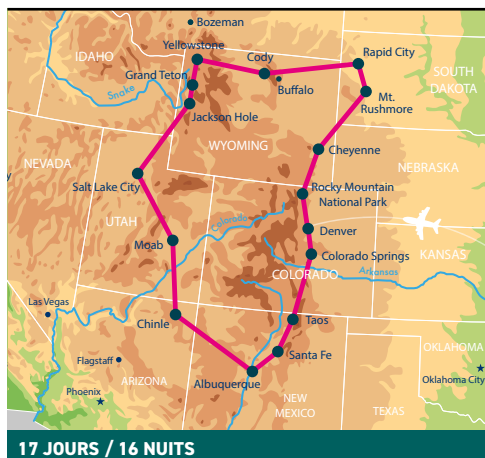 Bozeman
IDAHO
Yellowstone
Cody
Rapid City
Grand Teton
Buffalo
SOUTH
DAKOTA
Snake
Mt.
Rushmore
Jackson Hole
WYOMING
Cheyenne
NEVADA
NEBRASKA
Salt Lake City
Rocky Mountain
National Park
UTAH
Colorado
Denver
Moab
Colorado Springs
KANSAS
COLORADO
Arkansas
Las Vegas
Chinle
Taos
Flagstaff
Santa Fe
OKLAHOMA
ARIZONA
Albuquerque
Oklahoma City
Phoenix
NEW
MEXICO
TEXAS
17 JOURS / 16 NUITS